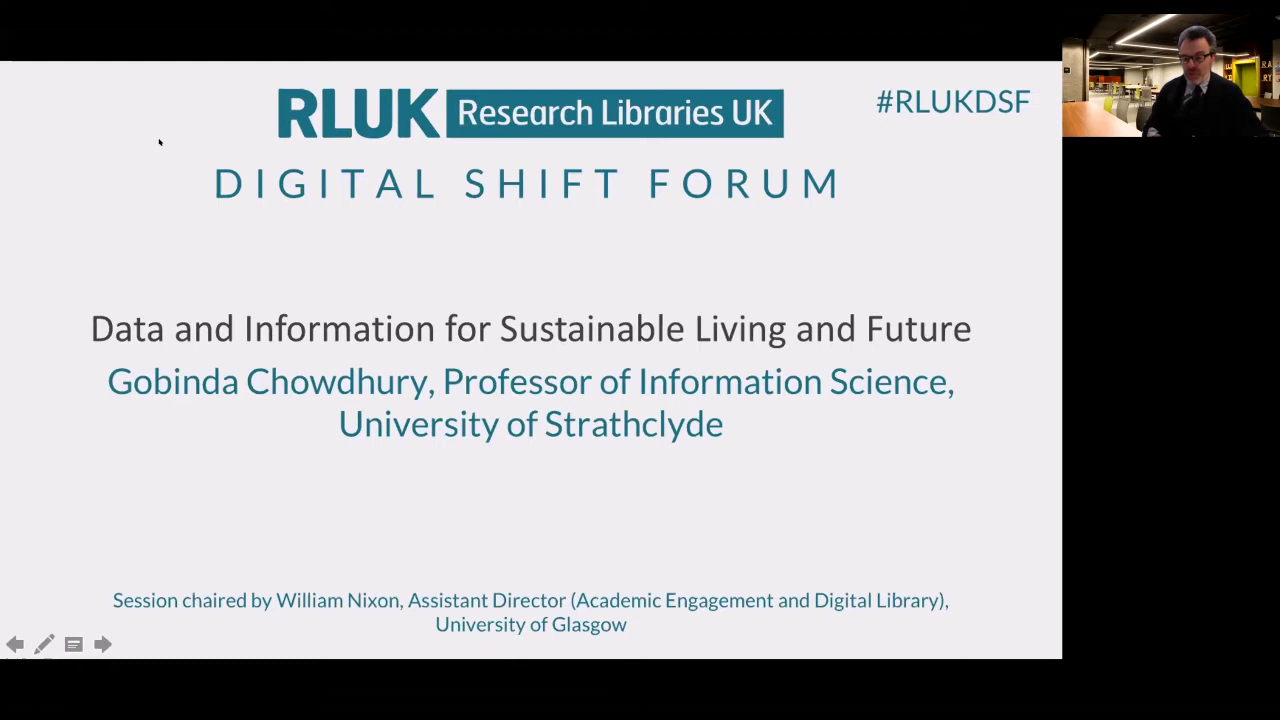 RLUK Research Libraries UK
#RLUKDSF
DIGITAL SHIFT FORUM
Data and Information for Sustainable Living and Future
Gobinda Chowdhury, Professor of Information Science,
University of Strathclyde
Session chaired by William Nixon, Assistant Director (Academic Engagement and Digital Library),
University of Glasgow